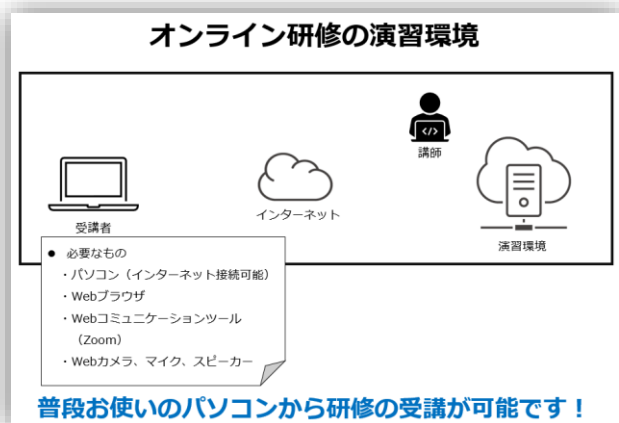 オンライン研修の演習環境
講師
受講者
インターネット
演習環境
● 必要なもの
・パソコン（インターネット接続可能）
・Webブラウザ
・Webコミュニケーションツール
（Zoom）
・Webカメラ、マイク、スピーカー
普段お使いのパソコンから研修の受講が可能です！